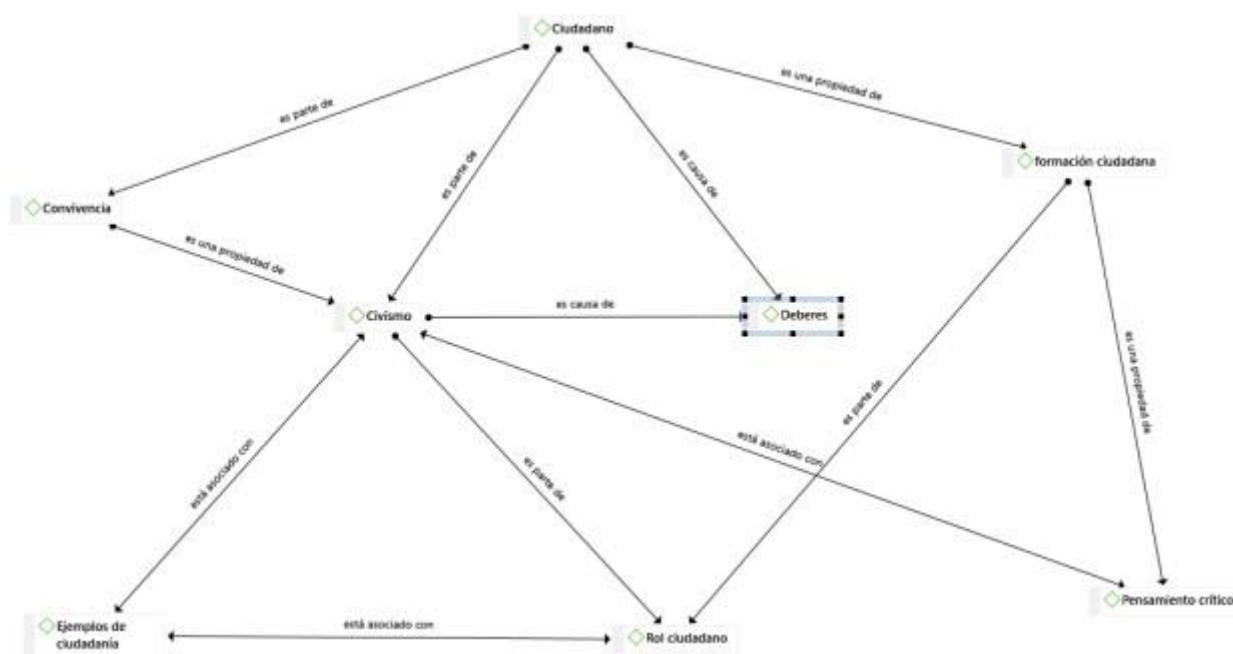 Ciudadano
es una propiedad de
es parte de
es parte de
es causa de
formación ciudadana
Convivencia
es una propiedad de
es causa de
Civismo
Deberes
es parte de
es una propiedad de
está asociado con
está asociado con
es parte de
Pensamiento crítico
Ejemplos de
ciudadanía
está asociado con
Rol ciudadano